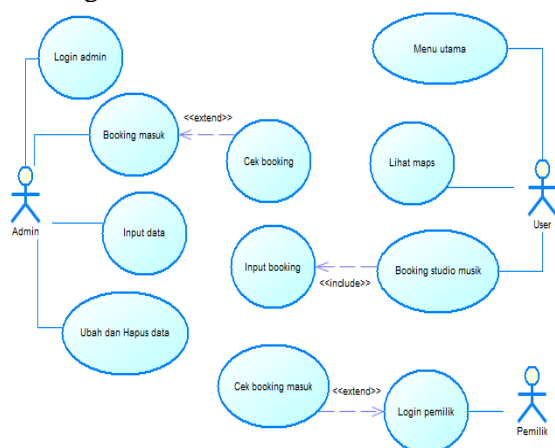 Menu utama
Login admin
<<extend>>
Booking masuk
Cek booking
Lihat maps
Admin
Input data
User
Input booking
Booking studio musik
<<include>>
Ubah dan Hapus data
Cek booking masuk
<<extend>>
Login pemilik
Pemilik